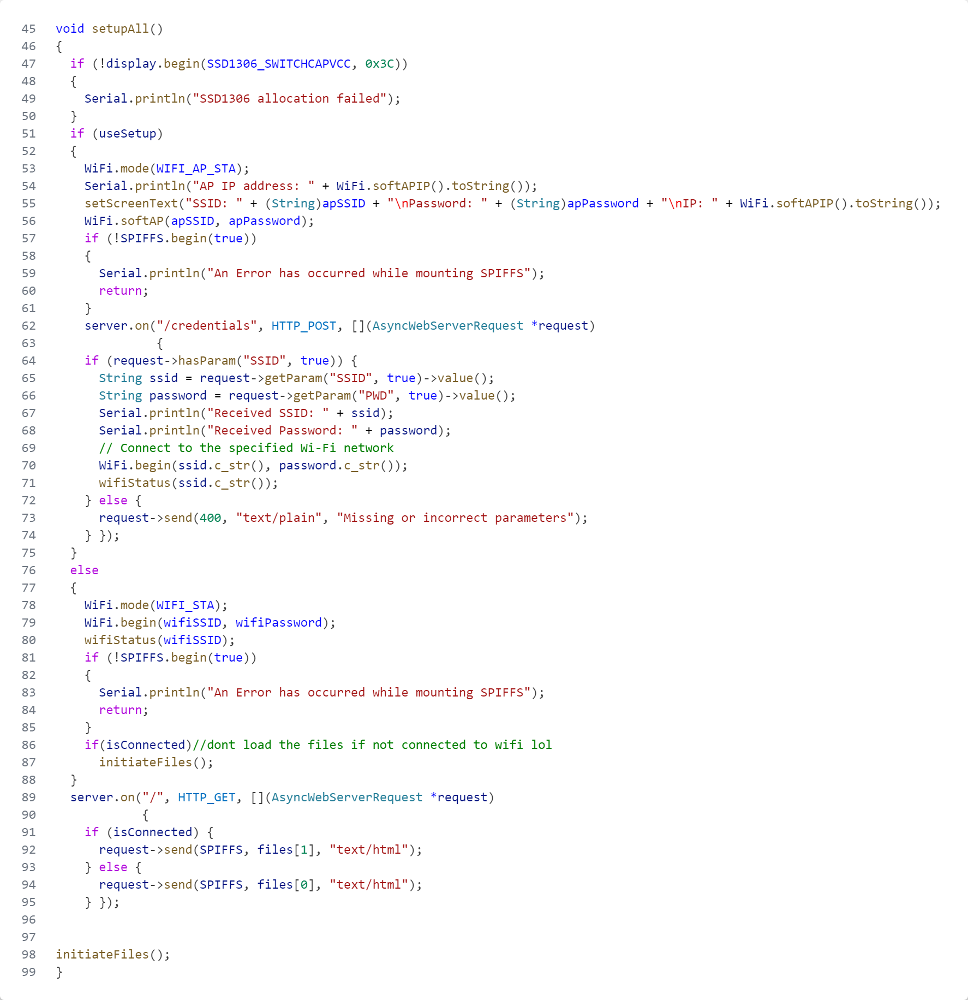 45 void setupAll()
46 {
47   if (!display.begin(SSD1306_SWITCHCAPVCC, 0x3C))
48   {
49     Serial.println("SSD1306 allocation failed");
50   }
51   if (useSetup)
52   {
53     WiFi.mode(WIFI_AP_STA);
54     Serial.println("AP IP address: " + WiFi.softAPIP().toString());
55     setScreenText("SSID: " + (String)apSSID + "\nPassword: " + (String)apPassword + "\nIP: " + WiFi.softAPIP().toString());
56     WiFi.softAP(apSSID, apPassword);
57     if (!SPIFFS.begin(true))
58     {
59       Serial.println("An Error has occurred while mounting SPIFFS");
60       return;
61     }
62     server.on("/credentials", HTTP_POST, [](AsyncWebServerRequest *request)
63               {
64     if (request->hasParam("SSID", true)) {
65       String ssid = request->getParam("SSID", true)->value();
66       String password = request->getParam("PWD", true)->value();
67       Serial.println("Received SSID: " + ssid);
68       Serial.println("Received Password: " + password);
69       // Connect to the specified Wi-Fi network
70       WiFi.begin(ssid.c_str(), password.c_str());
71       wifiStatus(ssid.c_str());
72     } else {
73       request->send(400, "text/plain", "Missing or incorrect parameters");
74     } });
75   }
76   else
77   {
78     WiFi.mode(WIFI_STA);
79     WiFi.begin(wifiSSID, wifiPassword);
80     wifiStatus(wifiSSID);
81     if (!SPIFFS.begin(true))
82     {
83       Serial.println("An Error has occurred while mounting SPIFFS");
84       return;
85     }
86     if(isConnected)//dont load the files if not connected to wifi lol
87       initiateFiles();
88   }
89   server.on("/", HTTP_GET, [](AsyncWebServerRequest *request)
90             {
91     if (isConnected) {
92       request->send(SPIFFS, files[1], "text/html");
93     } else {
94       request->send(SPIFFS, files[0], "text/html");
95     } });
96
97
98 initiateFiles();
99 }